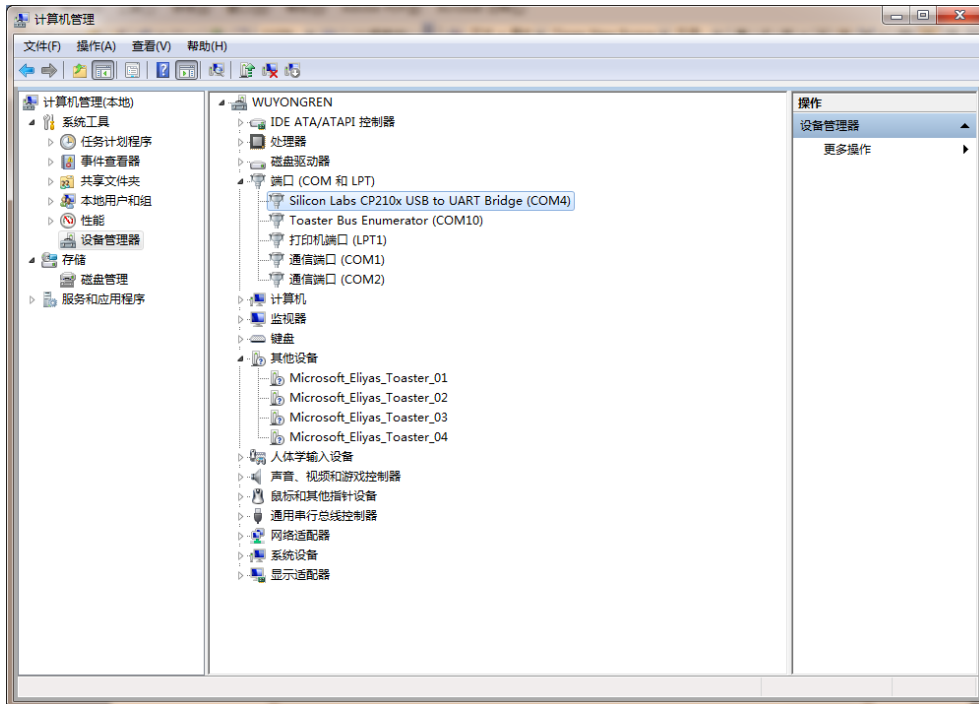 计算机管理
文件(F) 操作(A) 查看(V) 帮助(H)
计算机管理(本地)
系统工具
任务计划程序
事件查看器
共享文件夹
本地用户和组
性能
设备管理器
存储
磁盘管理
服务和应用程序
WUYONGREN
IDE ATA/ATAPI 控制器
处理器
磁盘驱动器
端口 (COM 和 LPT)
Silicon Labs CP210x USB to UART Bridge (COM4)
Toaster Bus Enumerator (COM10)
打印机端口 (LPT1)
通信端口 (COM1)
通信端口 (COM2)
计算机
监视器
键盘
其他设备
Microsoft_Eliyas_Toaster_01
Microsoft_Eliyas_Toaster_02
Microsoft_Eliyas_Toaster_03
Microsoft_Eliyas_Toaster_04
人体学输入设备
声音、视频和游戏控制器
鼠标和其他指针设备
通用串行总线控制器
网络适配器
系统设备
显示适配器
操作
设备管理器
更多操作